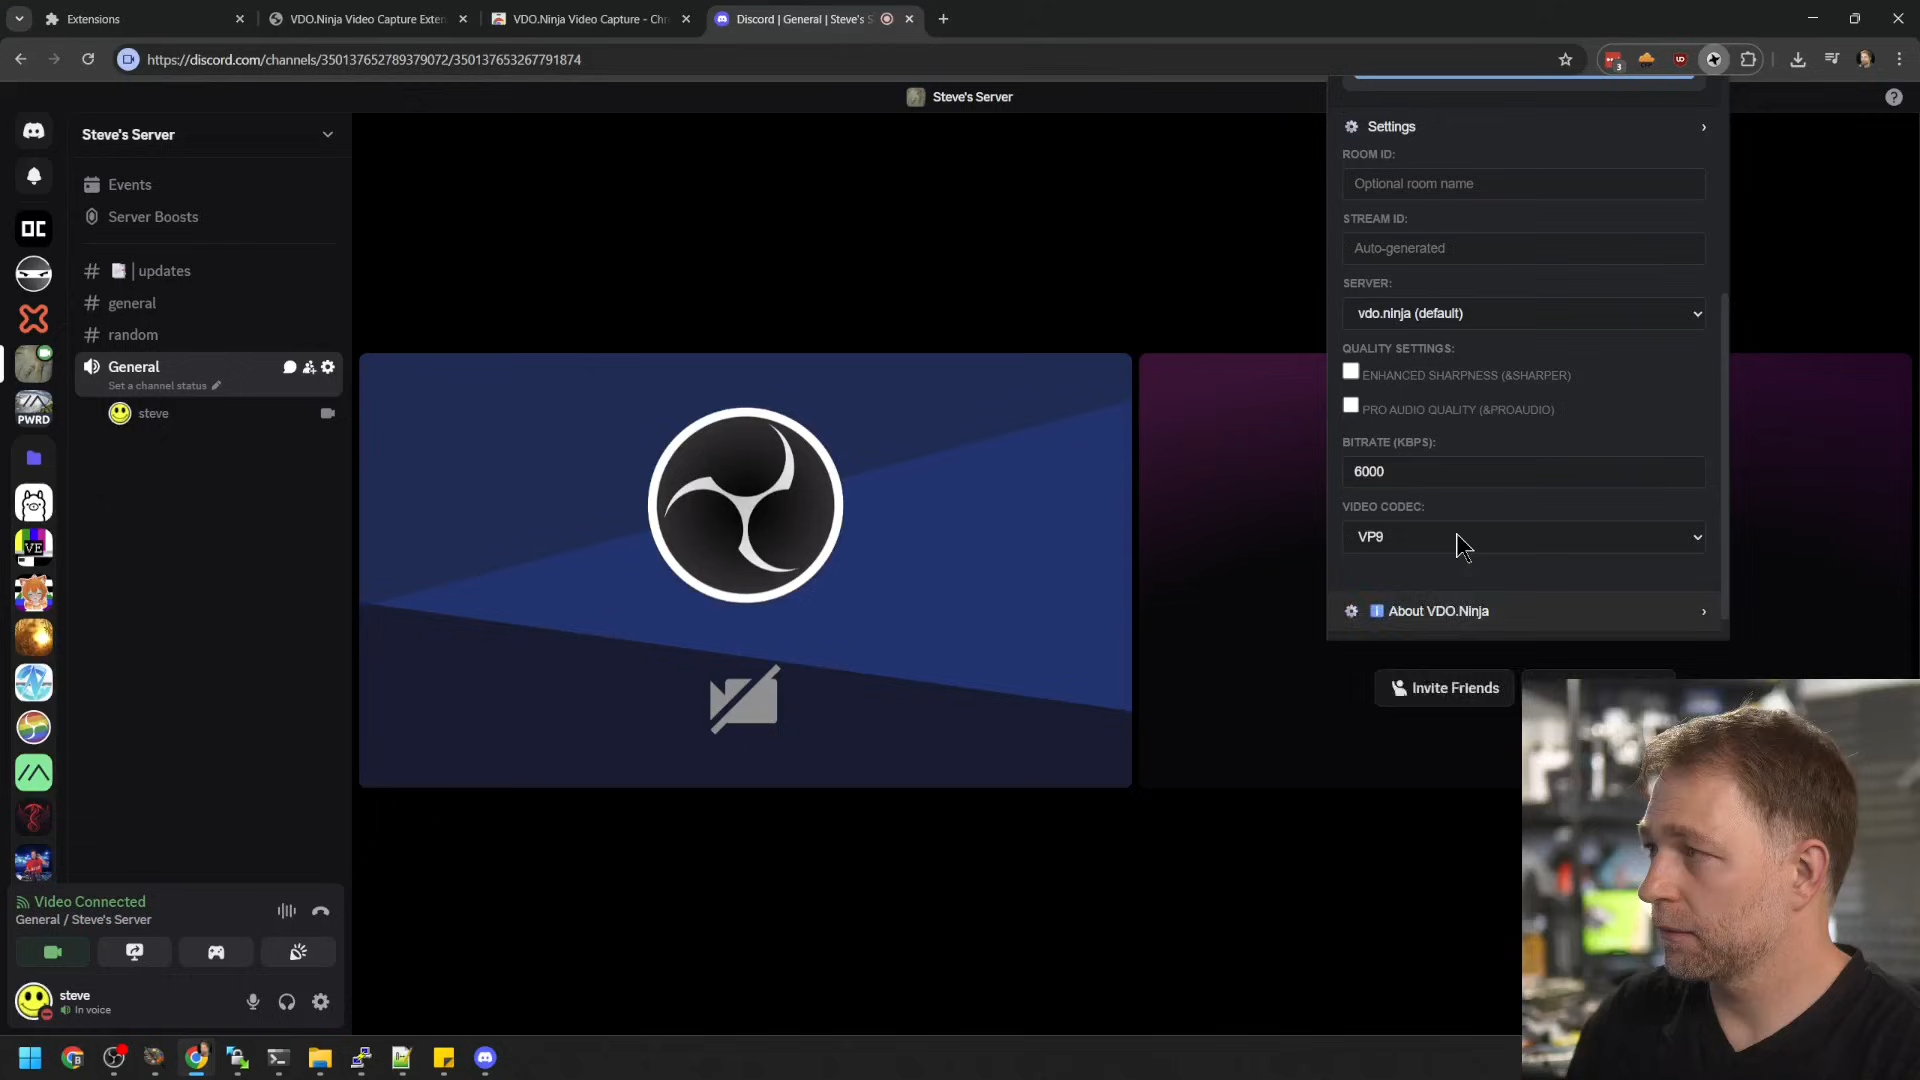 Extensions
VDO.Ninja Video Capture Exten
VDO.Ninja Video Capture - Chr
Discord | General | Steve's S
https://discord.com/channels/350137652789379072/350137653267791874
3
Steve's Server
Steve's Server
Events
Server Boosts
| updates
general
random
General
Set a channel status
steve
DC
PWRD
VE
Settings
ROOM ID:
Optional room name
STREAM ID:
Auto-generated
SERVER:
vdo.ninja (default)
QUALITY SETTINGS:
ENHANCED SHARPNESS (&SHARPER)
PRO AUDIO QUALITY (&PROAUDIO)
BITRATE (KBPS):
6000
VIDEO CODEC:
VP9
About VDO.Ninja
Invite Friends
Video Connected
General / Steve's Server
steve
In voice